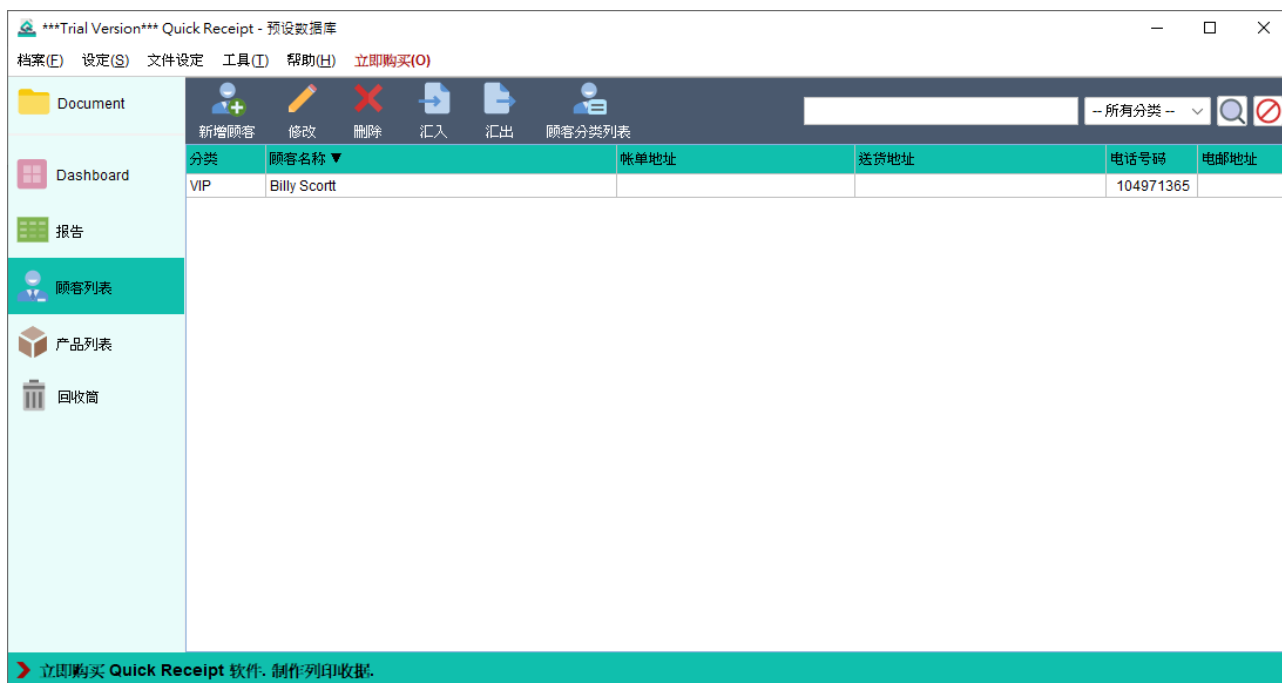 ***Trial Version*** Quick Receipt - 预设数据库
档案(F) 设定(S) 文件设定 工具(T) 帮助(H) 立即购买(O)
Document
新增顾客 修改 删除 汇入 汇出 顾客分类列表
-- 所有分类 --
Dashboard
报告
顾客列表
产品列表
回收筒
分类 顾客名称 ▼ 帐单地址 送货地址 电话号码 电邮地址
VIP Billy Scortt 104971365
立即购买 Quick Receipt 软件. 制作列印收据.